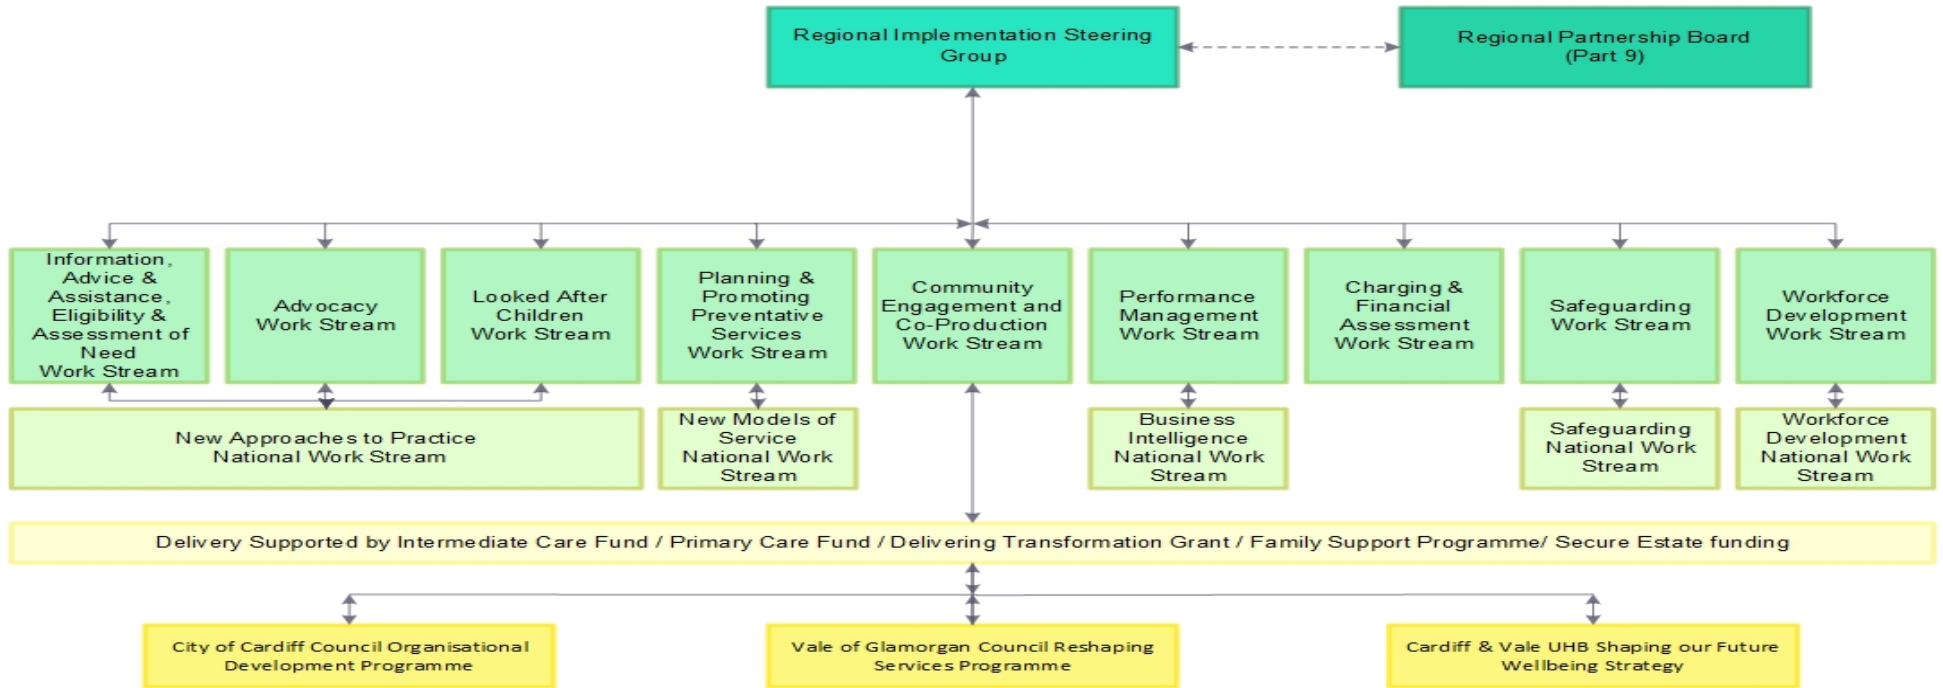 Regional Implementation Steering
Group
Regional Partnership Board
(Part 9)
Information,
Advice &
Assistance,
Eligibility &
Assessment of
Need
Work Stream
Advocacy
Work Stream
Looked After
Children
Work Stream
Planning &
Promoting
Preventative
Services
Work Stream
Community
Engagement and
Co-Production
Work Stream
Performance
Management
Work Stream
Charging &
Financial
Assessment
Work Stream
Safeguarding
Work Stream
Workforce
Development
Work Stream
New Approaches to Practice
National Work Stream
New Models of
Service
National Work
Stream
Business
Intelligence
National Work
Stream
Safeguarding
National Work
Stream
Workforce
Development
National Work
Stream
Delivery Supported by Intermediate Care Fund / Primary Care Fund / Delivering Transformation Grant / Family Support Programme/ Secure Estate funding
City of Cardiff Council Organisational
Development Programme
Vale of Glamorgan Council Reshaping
Services Programme
Cardiff & Vale UHB Shaping our Future
Wellbeing Strategy